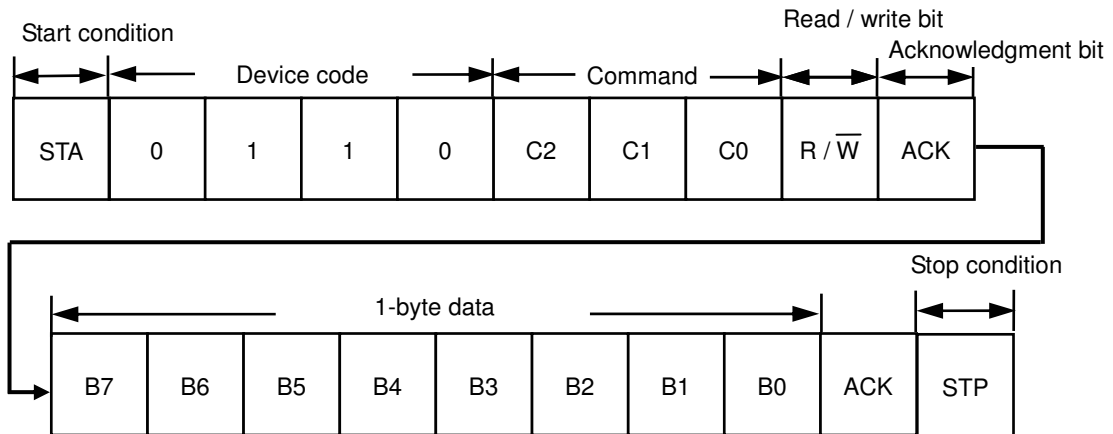 Read / write bit
Start condition
Acknowledgment bit
Device code
Command
STA 0 1 1 0 C2 C1 C0 R / W̅ ACK
Stop condition
1-byte data
B7 B6 B5 B4 B3 B2 B1 B0 ACK STP